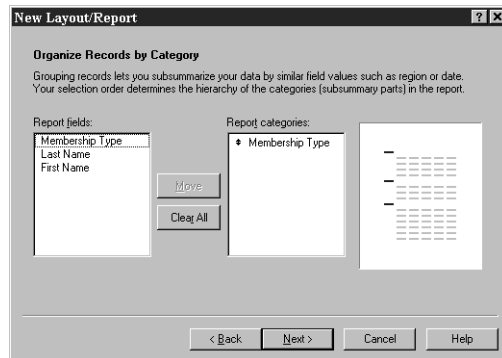 New Layout/Report
Organize Records by Category
Grouping records lets you subsummarize your data by similar field values such as region or date.
Your selection order determines the hierarchy of the categories (subsummary parts) in the report.
Report fields:
Membership Type
Last Name
First Name
Move
Clear All
Report categories:
Membership Type
< Back
Next >
Cancel
Help